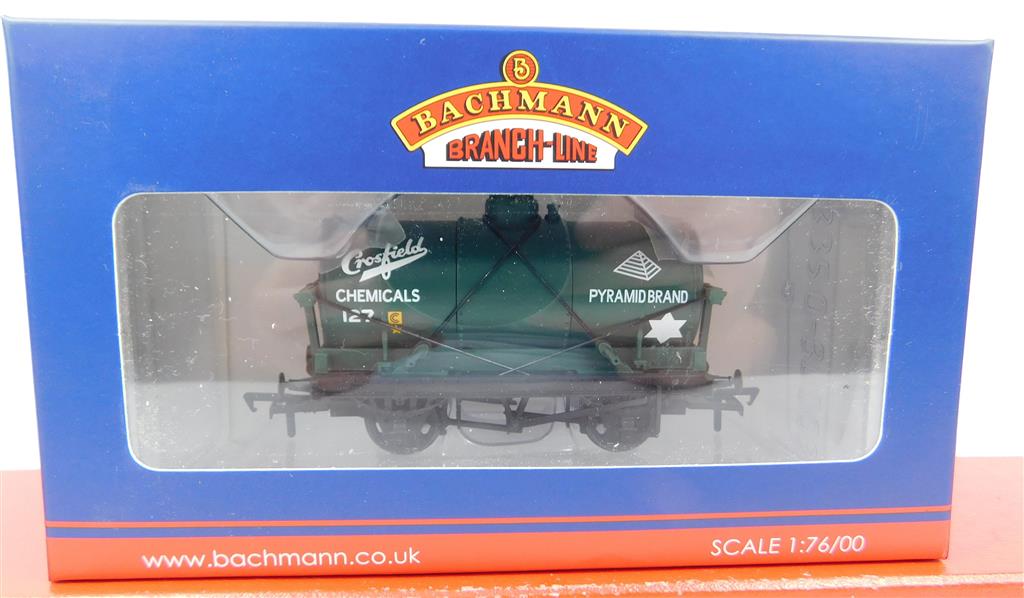 B
BACHMANN
BRANCH-LINE
Crosfield
CHEMICALS
127
PYRAMID BRAND
www.bachmann.co.uk
SCALE 1:76/00